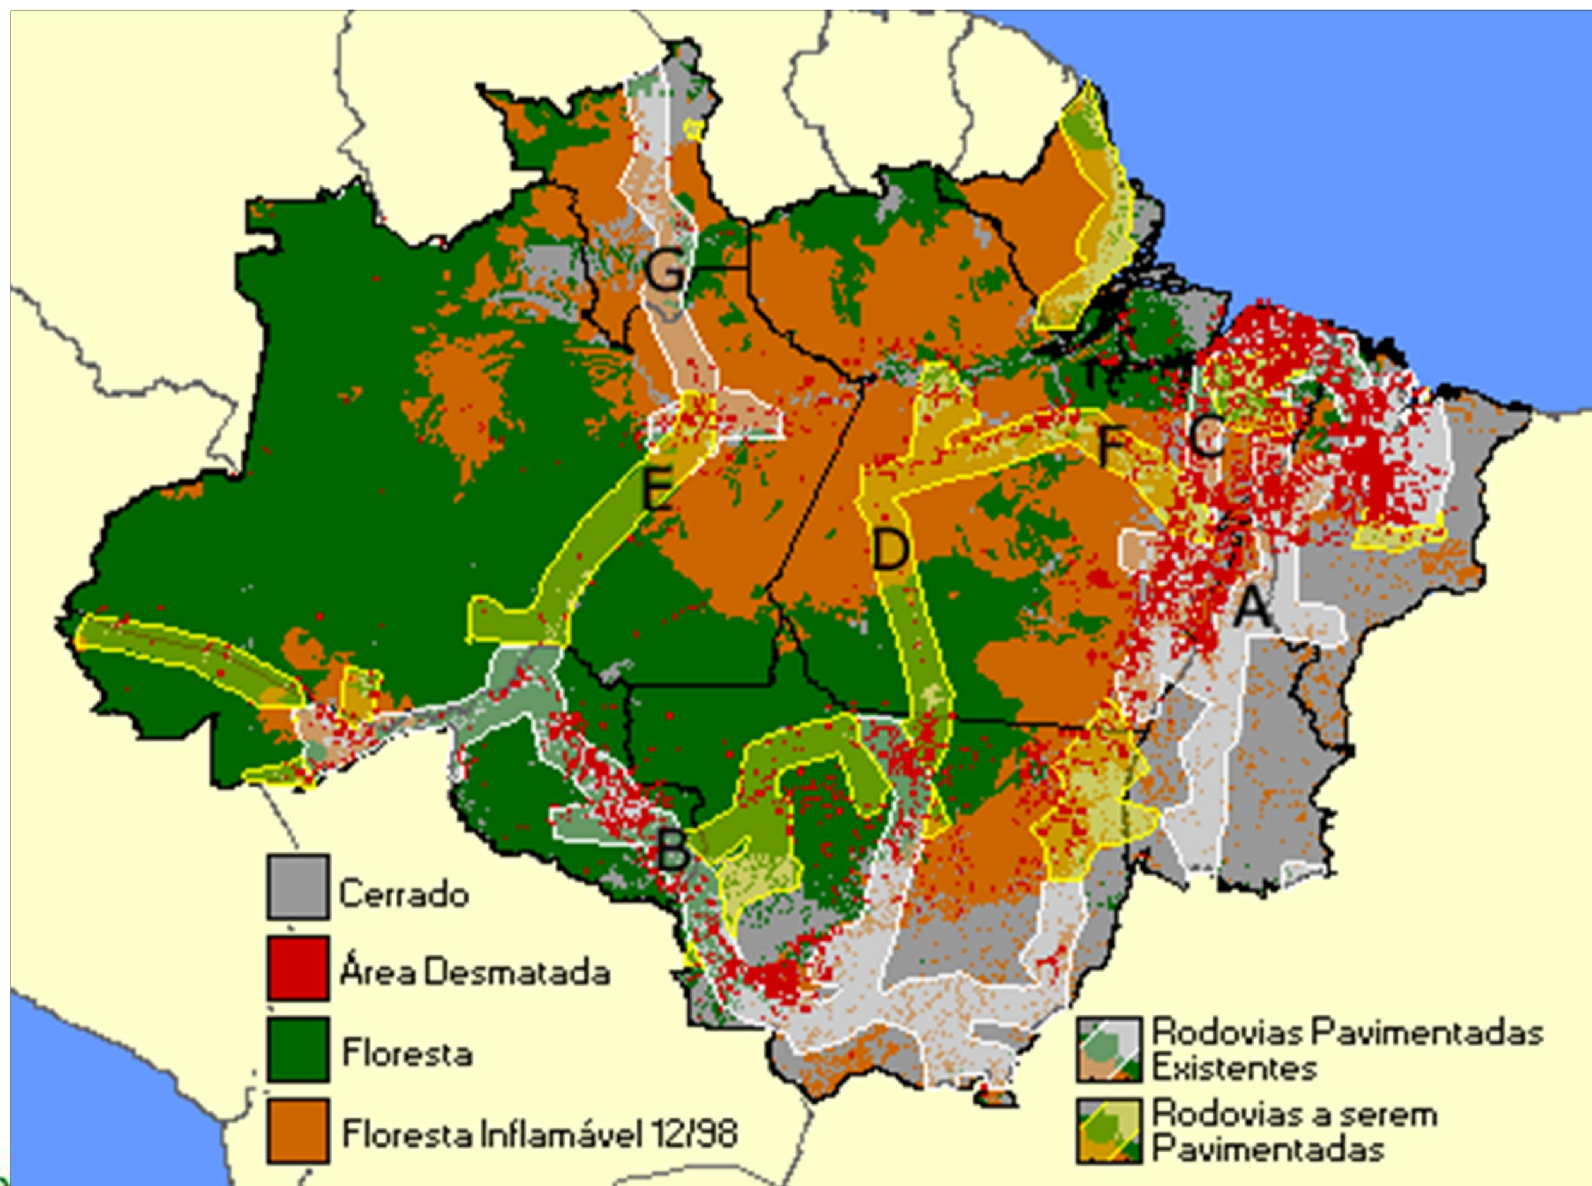 G
C
F
E
D
A
B
Cerrado
Área Desmatada
Floresta
Floresta Inflamável 12/98
Rodovias Pavimentadas
Existentes
Rodovias a serem
Pavimentadas